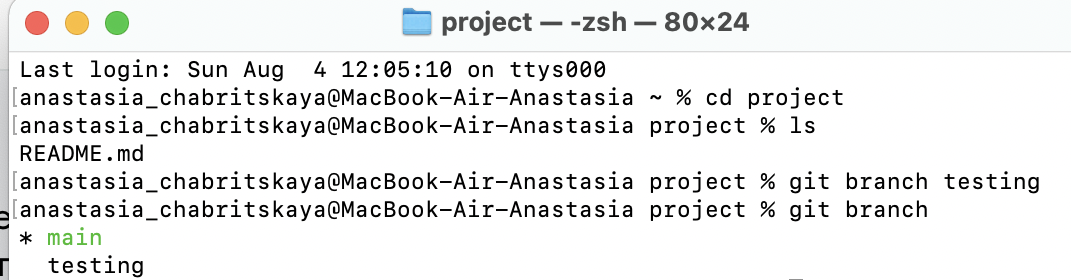 project — -zsh — 80×24
Last login: Sun Aug  4 12:05:10 on ttys000
[anastasia_chabritskaya@MacBook-Air-Anastasia ~ % cd project
[anastasia_chabritskaya@MacBook-Air-Anastasia project % ls
README.md
[anastasia_chabritskaya@MacBook-Air-Anastasia project % git branch testing
[anastasia_chabritskaya@MacBook-Air-Anastasia project % git branch
* main
  testing